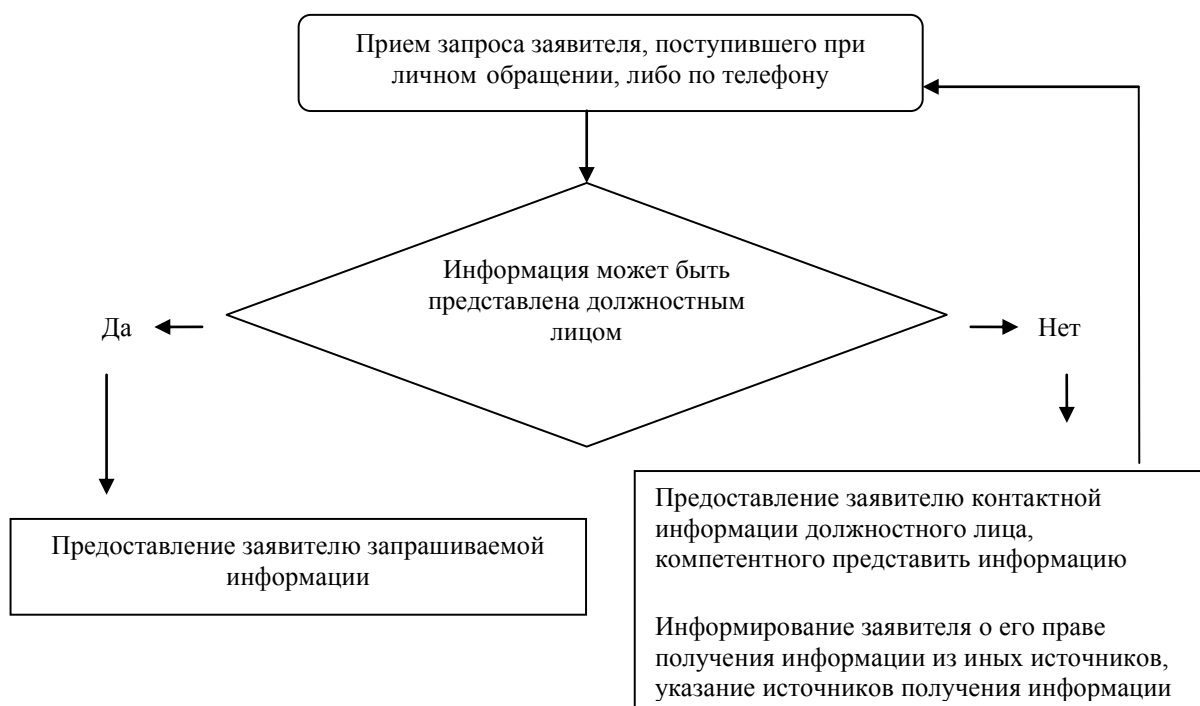 Прием запроса заявителя, поступившего при
личном обращении, либо по телефону
Информация может быть
представлена должностным
лицом
Да
Нет
Предоставление заявителю запрашиваемой
информации
Предоставление заявителю контактной
информации должностного лица,
компетентного представить информацию
Информирование заявителя о его праве
получения информации из иных источников,
указание источников получения информации